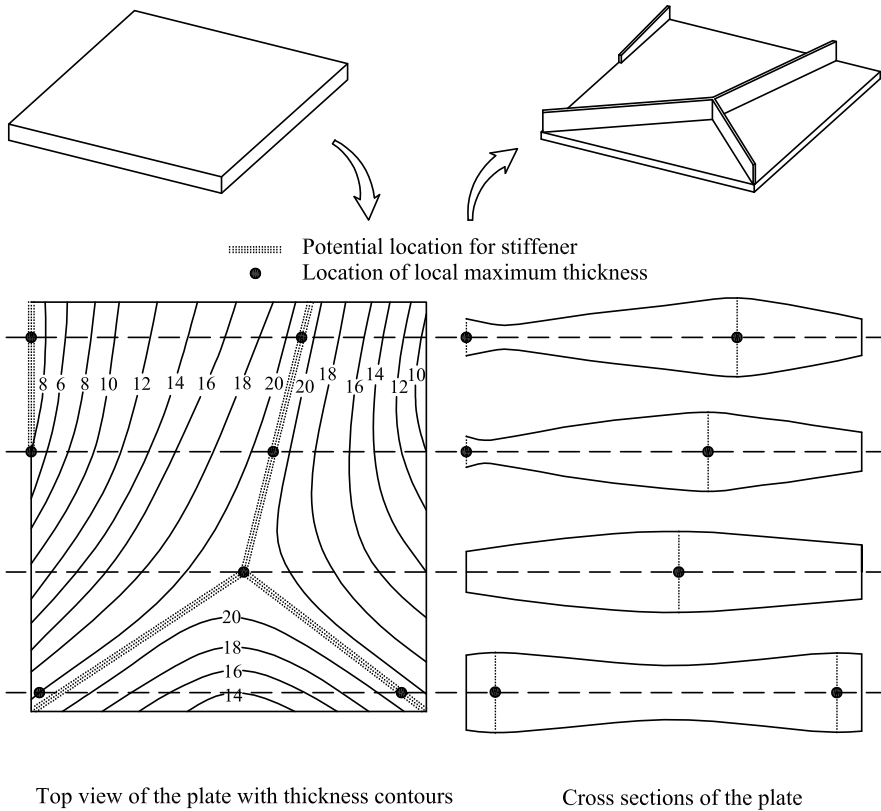 Potential location for stiffener
Location of local maximum thickness
8 6 8 10 12 14 16 18 20 20 18 16 14 12 10
20
18
16
14
Top view of the plate with thickness contours
Cross sections of the plate